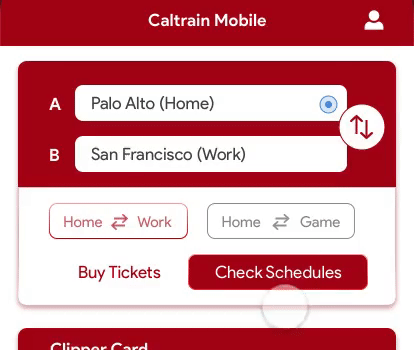 Caltrain Mobile
A Palo Alto (Home)
B San Francisco (Work)
Home Work Home Game
Buy Tickets Check Schedules
Clipper Card